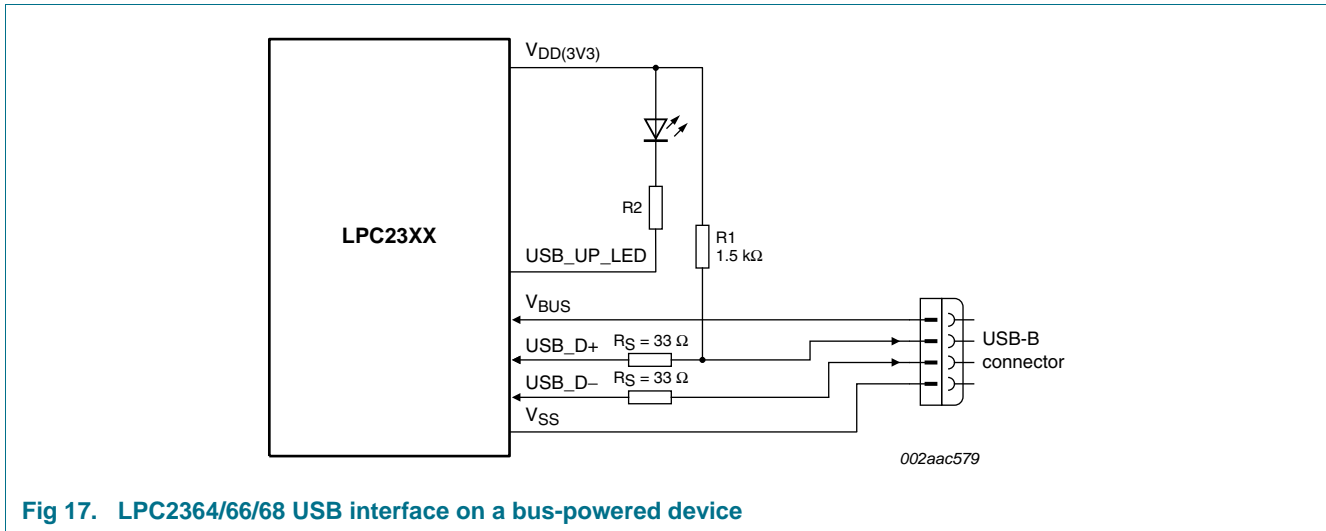 VDD(3V3)
R2
LPC23XX
R1
1.5 kΩ
USB_UP_LED
VBUS
USB_D+
RS = 33 Ω
USB-B
connector
USB_D−
RS = 33 Ω
VSS
002aac579
Fig 17. LPC2364/66/68 USB interface on a bus-powered device